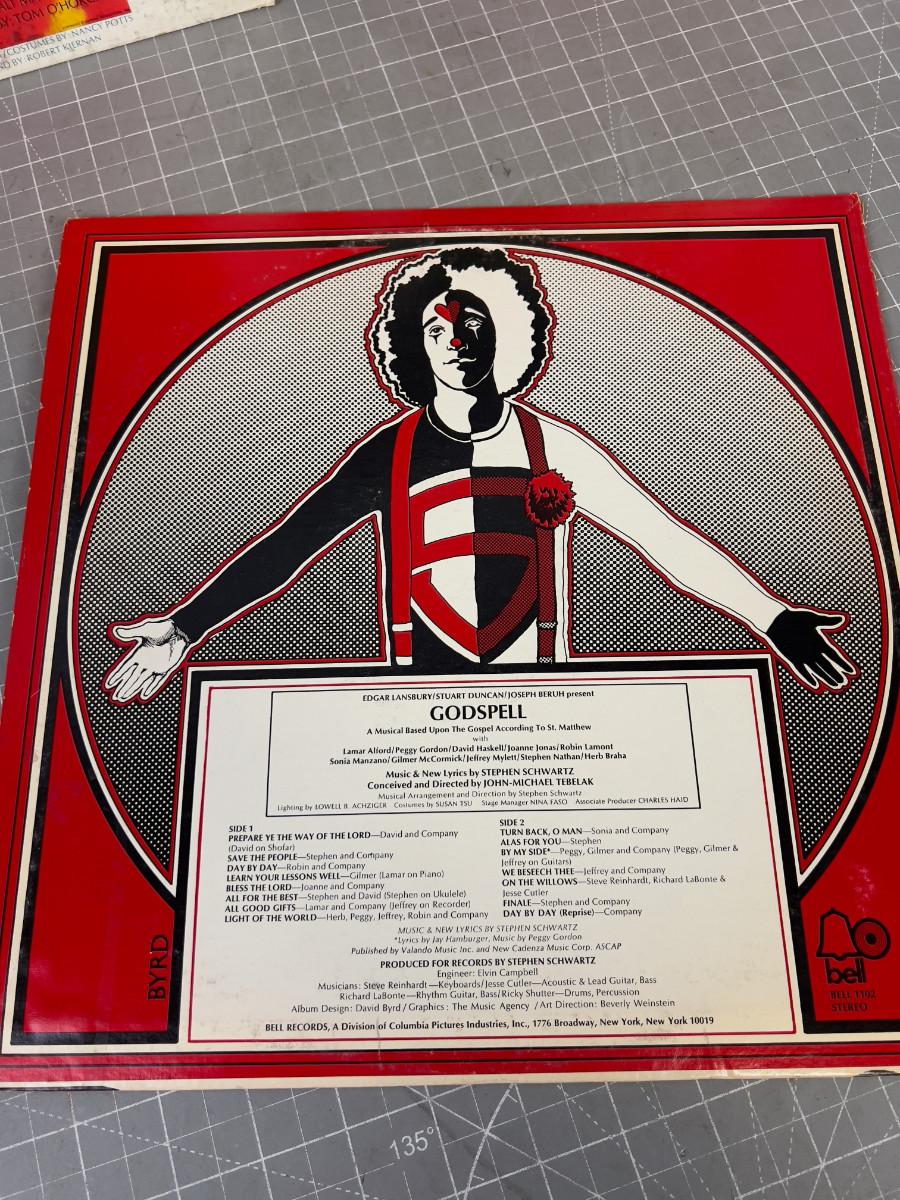 BY: TOM O'HOR
COSTUMES BY: NANCY POTTS
BY: ROBERT KIERNAN
EDGAR LANSBURY/STUART DUNCAN/JOSEPH BERUH present
GODSPELL
A Musical Based Upon The Gospel According To St. Matthew
with
Lamar Alford/Peggy Gordon/David Haskell/Joanne Jonas/Robin Lamont
Sonia Manzano/Gilmer McCormick/Jeffrey Mylett/Stephen Nathan/Herb Braha
Music & New Lyrics by STEPHEN SCHWARTZ
Conceived and Directed by JOHN-MICHAEL TEBELAK
Musical Arrangement and Direction by Stephen Schwartz
Lighting by LOWELL B. ACHZIGER Costumes by SUSAN TSU Stage Manager NINA FASO Associate Producer CHARLES HAID
SIDE 1
PREPARE YE THE WAY OF THE LORD—David and Company
(David on Shofar)
SAVE THE PEOPLE—Stephen and Company
DAY BY DAY—Robin and Company
LEARN YOUR LESSONS WELL—Gilmer (Lamar on Piano)
BLESS THE LORD—Joanne and Company
ALL FOR THE BEST—Stephen and David (Stephen on Ukulele)
ALL GOOD GIFTS—Lamar and Company (Jeffrey on Recorder)
LIGHT OF THE WORLD—Herb, Peggy, Jeffrey, Robin and Company
SIDE 2
TURN BACK, O MAN—Sonia and Company
ALAS FOR YOU—Stephen
BY MY SIDE*—Peggy, Gilmer and Company (Peggy, Gilmer &
Jeffrey on Guitars)
WE BESEECH THEE—Jeffrey and Company
ON THE WILLOWS—Steve Reinhardt, Richard LaBonte &
Jesse Cutler
FINALE—Stephen and Company
DAY BY DAY (Reprise)—Company
MUSIC & NEW LYRICS BY STEPHEN SCHWARTZ
*Lyrics by Jay Hamburger, Music by Peggy Gordon
Published by Valando Music Inc. and New Cadenza Music Corp. ASCAP
PRODUCED FOR RECORDS BY STEPHEN SCHWARTZ
Engineer: Elvin Campbell
Musicians: Steve Reinhardt—Keyboards/Jesse Cutler—Acoustic & Lead Guitar, Bass
Richard LaBonte—Rhythm Guitar, Bass/Ricky Shutter—Drums, Percussion
Album Design: David Byrd/Graphics: The Music Agency/Art Direction: Beverly Weinstein
BELL RECORDS, A Division of Columbia Pictures Industries, Inc., 1776 Broadway, New York, New York 10019
BYRD
bell
BELL 1102
STEREO
135°